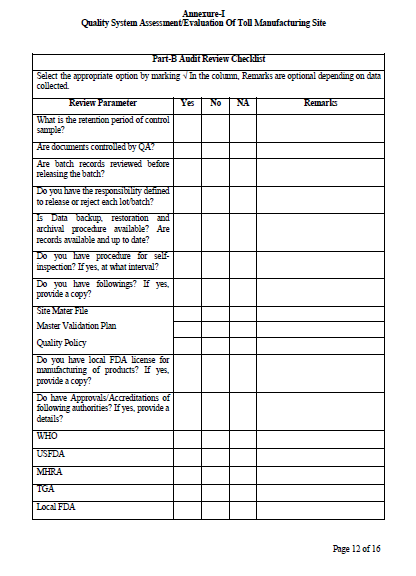 Annexure-I
Quality System Assessment/Evaluation Of Toll Manufacturing Site
Part-B Audit Review Checklist
Select the appropriate option by marking √ In the column, Remarks are optional depending on data
collected.
Review Parameter Yes No NA Remarks
What is the retention period of control
sample?
Are documents controlled by QA?
Are batch records reviewed before
releasing the batch?
Do you have the responsibility defined
to release or reject each lot/batch?
Is Data backup, restoration and
archival procedure available? Are
records available and up to date?
Do you have procedure for self-
inspection? If yes, at what interval?
Do you have followings? If yes,
provide a copy?
Site Mater File
Master Validation Plan
Quality Policy
Do you have local FDA license for
manufacturing of products? If yes,
provide a copy?
Do have Approvals/Accreditations of
following authorities? If yes, provide a
details?
WHO
USFDA
MHRA
TGA
Local FDA
Page 12 of 16